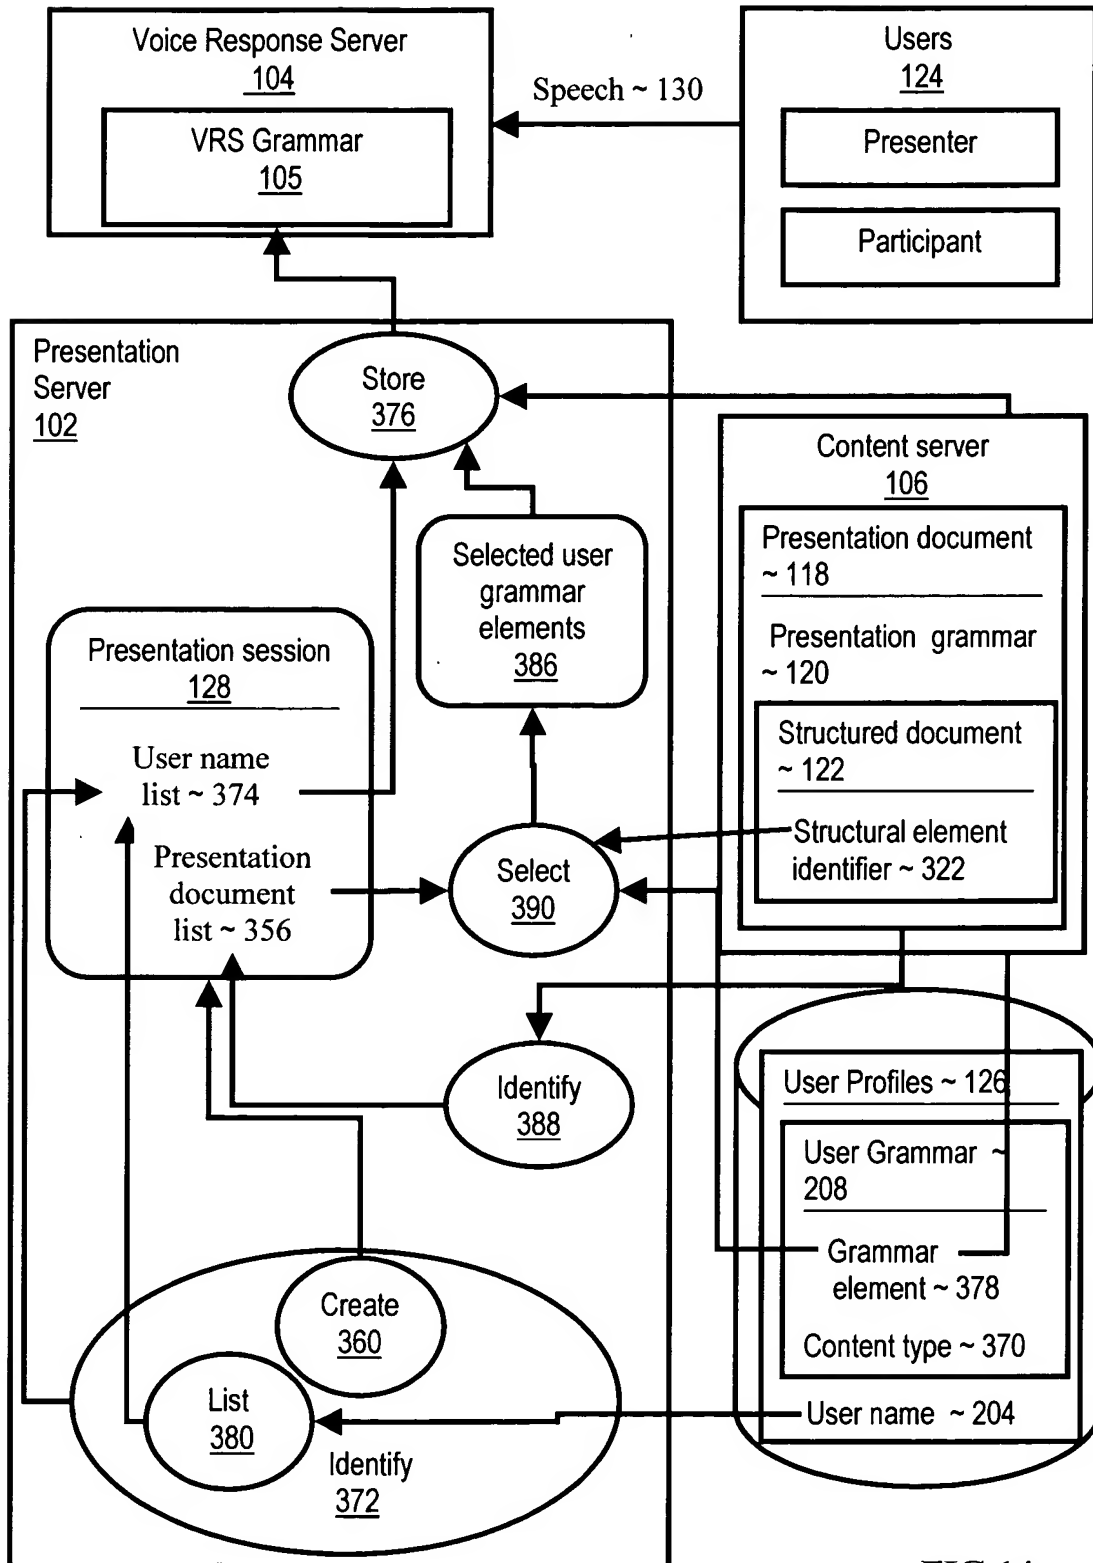 Voice Response Server
104
VRS Grammar
105
Speech ~ 130
Users
124
Presenter
Participant
Presentation
Server
102
Store
376
Content server
106
Presentation document
~ 118
Presentation grammar
~ 120
Structured document
~ 122
Structural element
identifier ~ 322
Selected user
grammar
elements
386
Presentation session
128
User name
list ~ 374
Presentation
document
list ~ 356
Select
390
Identify
388
User Profiles ~ 126
User Grammar ~
208
Grammar
element ~ 378
Content type ~ 370
User name ~ 204
Create
360
List
380
Identify
372